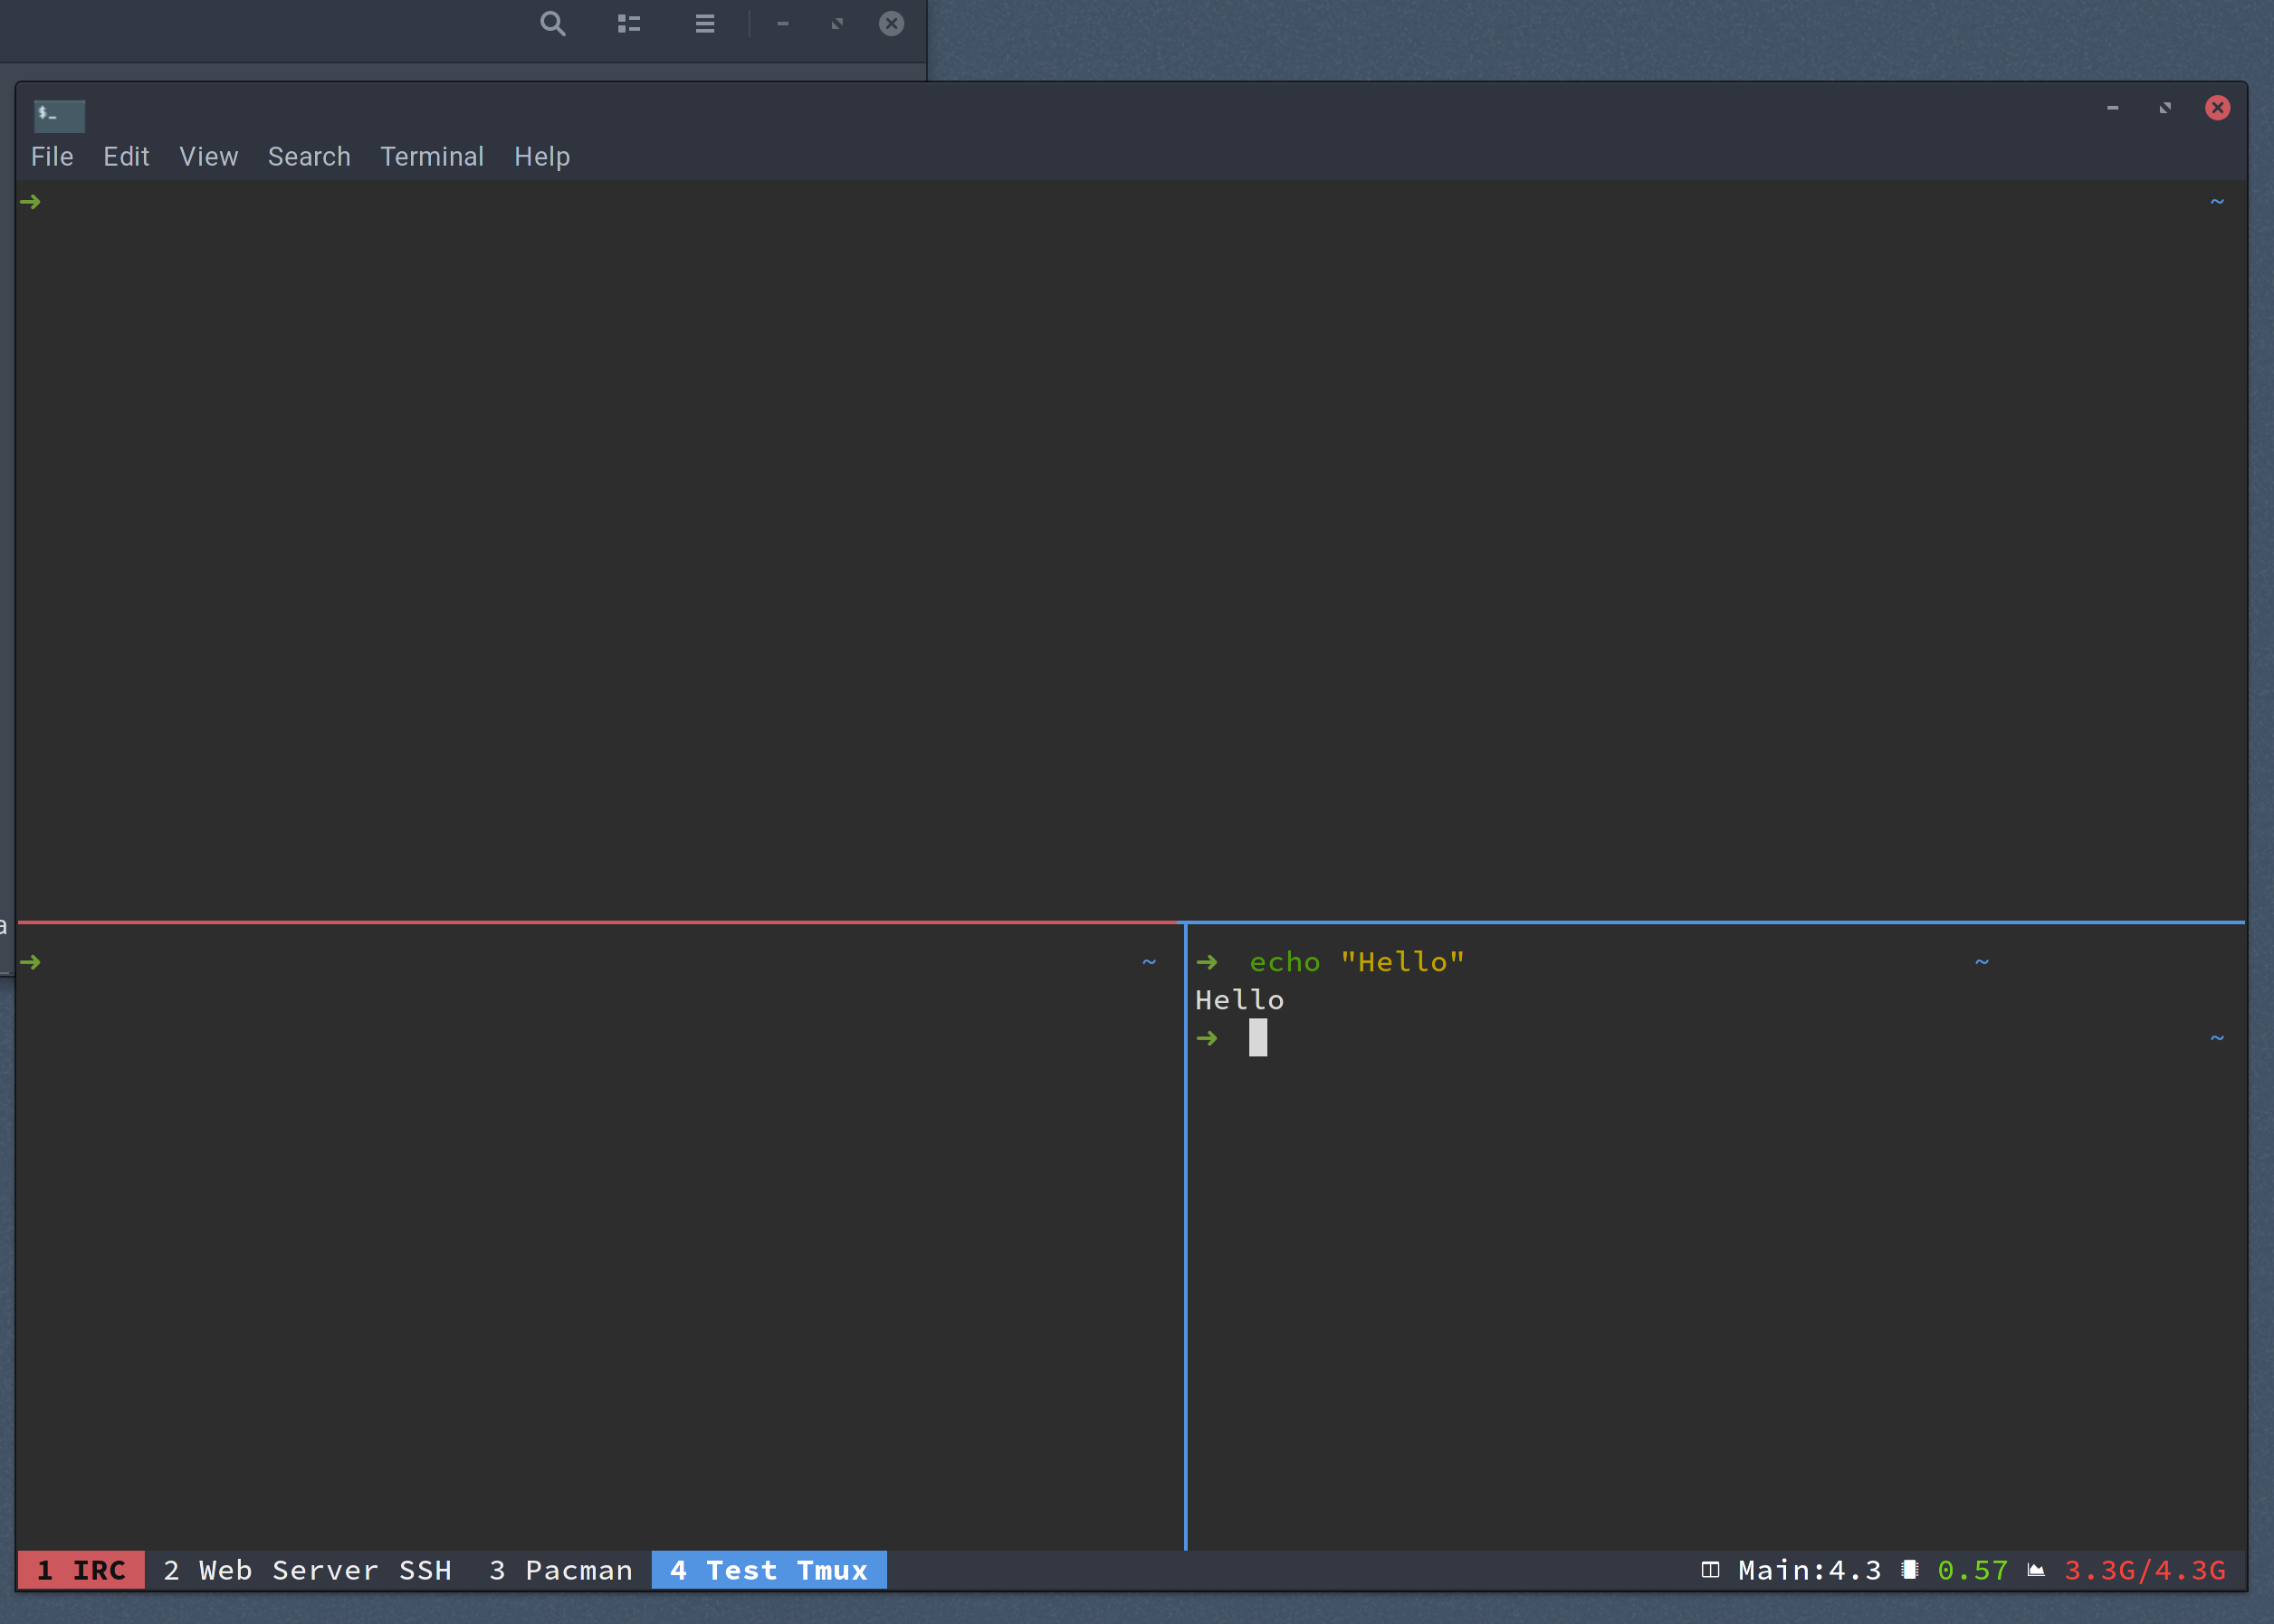 $_
File Edit View Search Terminal Help
➜ ~
a
➜ ~
➜ echo "Hello" ~
Hello
➜ ~
1 IRC 2 Web Server SSH 3 Pacman 4 Test Tmux Main:4.3 0.57 3.3G/4.3G